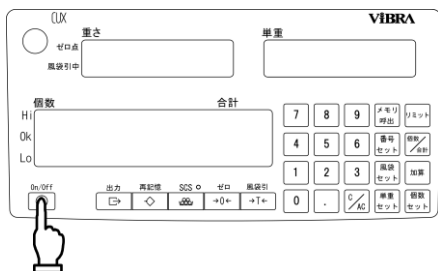 CUX
ViBRA
重さ
単重
ゼロ点
風袋引中
個数
合計
Hi
Ok
Lo
7 8 9 メモリ呼出 リミット
4 5 6 番号セット 個数/合計
1 2 3 風袋セット 加算
0 . C/AC 単重セット 個数セット
On/Off
出力 再記憶 SCS ゼロ 風袋引
→0← →T←